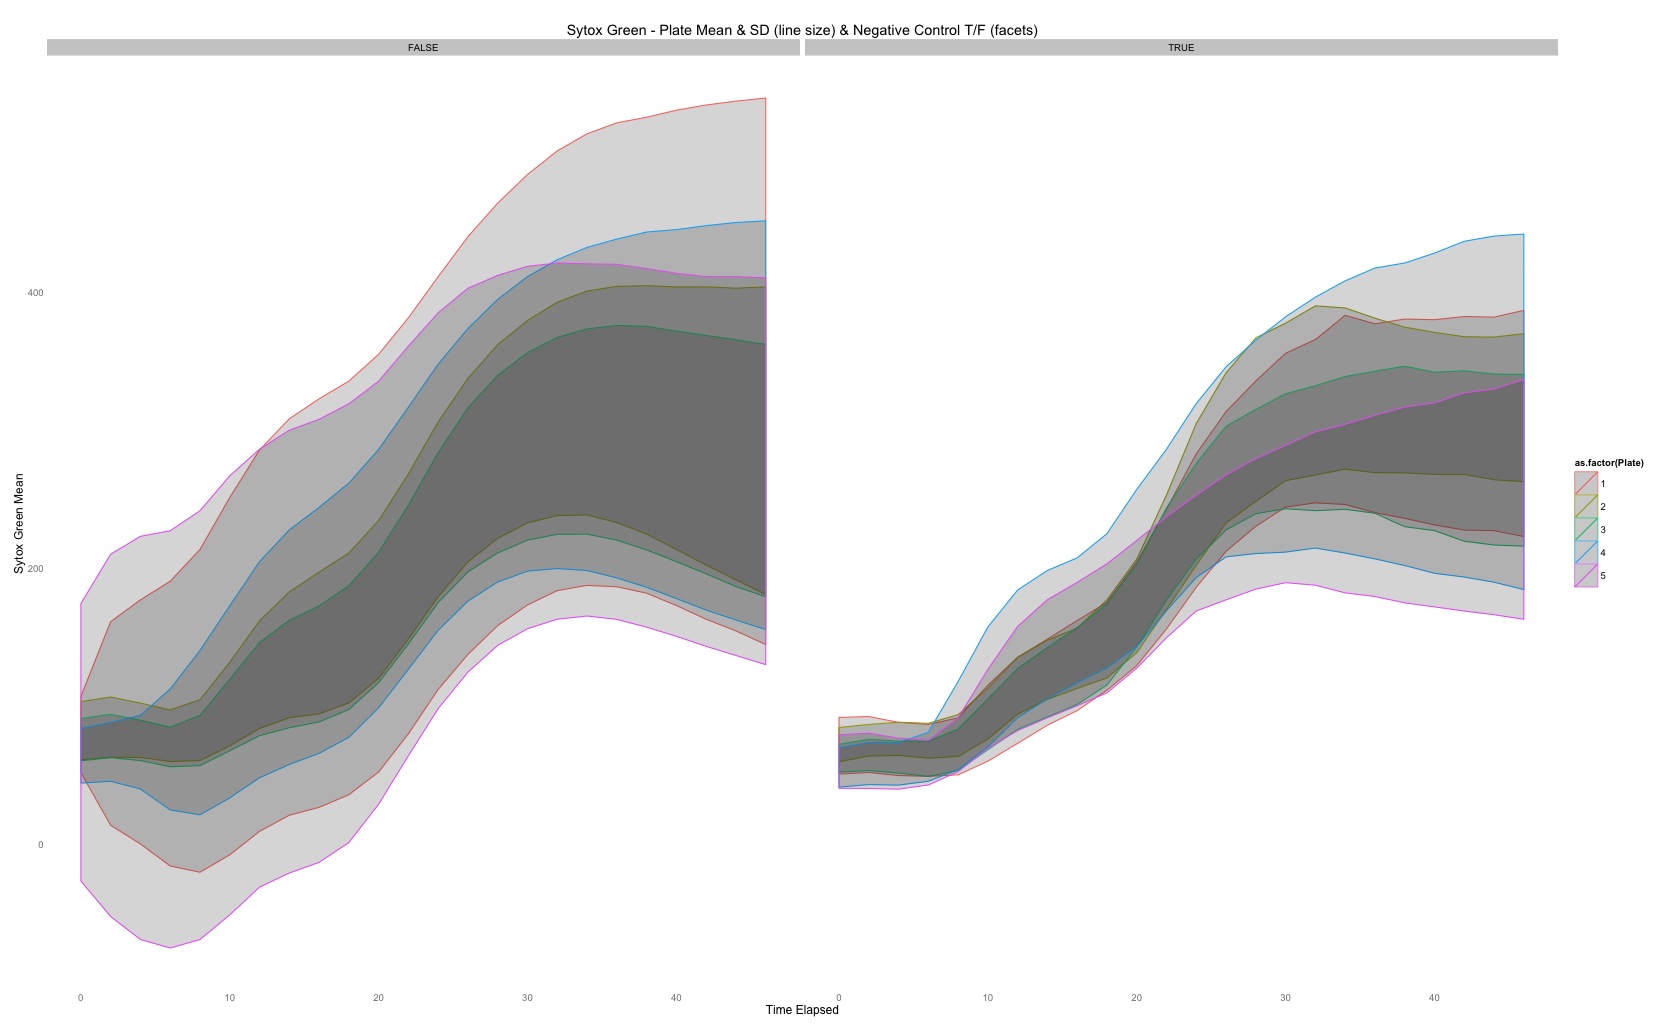 Sytox Green - Plate Mean & SD (line size) & Negative Control T/F (facets)
FALSE
TRUE
Sytox Green Mean
400
200
0
0 10 20 30 40
0 10 20 30 40
Time Elapsed
as.factor(Plate)
1
2
3
4
5